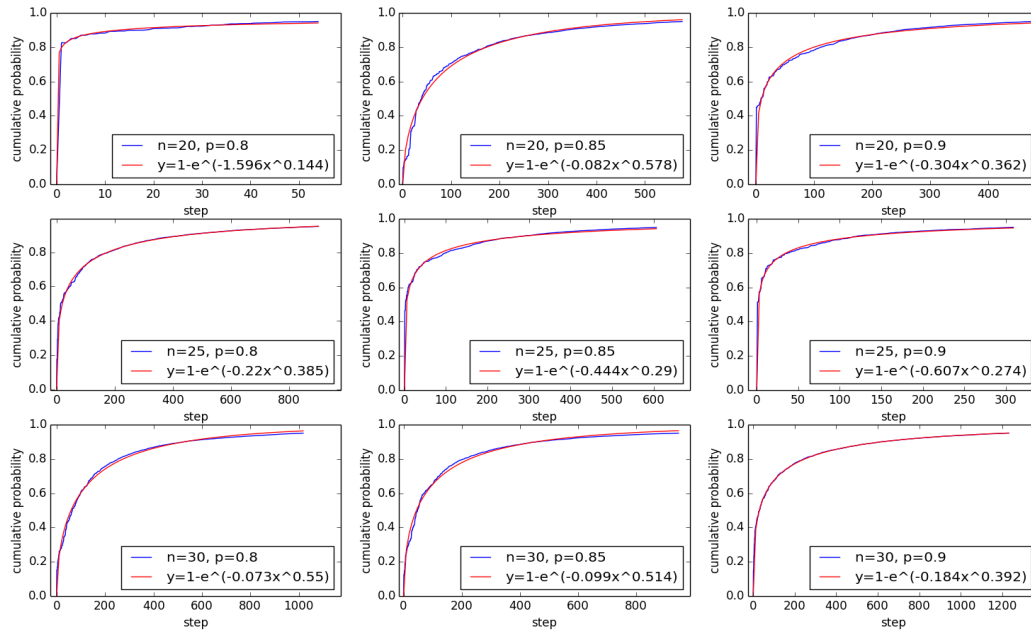 1.0
0.8
0.6
0.4
0.2
0.0
cumulative probability
n=20, p=0.8
y=1-e^(-1.596x^0.144)
0 10 20 30 40 50
step
1.0
0.8
0.6
0.4
0.2
0.0
cumulative probability
n=20, p=0.85
y=1-e^(-0.082x^0.578)
0 100 200 300 400 500
step
1.0
0.8
0.6
0.4
0.2
0.0
cumulative probability
n=20, p=0.9
y=1-e^(-0.304x^0.362)
0 100 200 300 400
step
0.8
0.6
0.4
0.2
0.0
cumulative probability
n=25, p=0.8
y=1-e^(-0.22x^0.385)
0 200 400 600 800
step
1.0
0.8
0.6
0.4
0.2
0.0
cumulative probability
n=25, p=0.85
y=1-e^(-0.444x^0.29)
0 100 200 300 400 500 600
step
1.0
0.8
0.6
0.4
0.2
0.0
cumulative probability
n=25, p=0.9
y=1-e^(-0.607x^0.274)
0 50 100 150 200 250 300
step
1.0
0.8
0.6
0.4
0.2
0.0
cumulative probability
n=30, p=0.8
y=1-e^(-0.073x^0.55)
0 200 400 600 800 1000
step
1.0
0.8
0.6
0.4
0.2
0.0
cumulative probability
n=30, p=0.85
y=1-e^(-0.099x^0.514)
0 200 400 600 800
step
1.0
0.8
0.6
0.4
0.2
0.0
cumulative probability
n=30, p=0.9
y=1-e^(-0.184x^0.392)
0 200 400 600 800 1000 1200
step